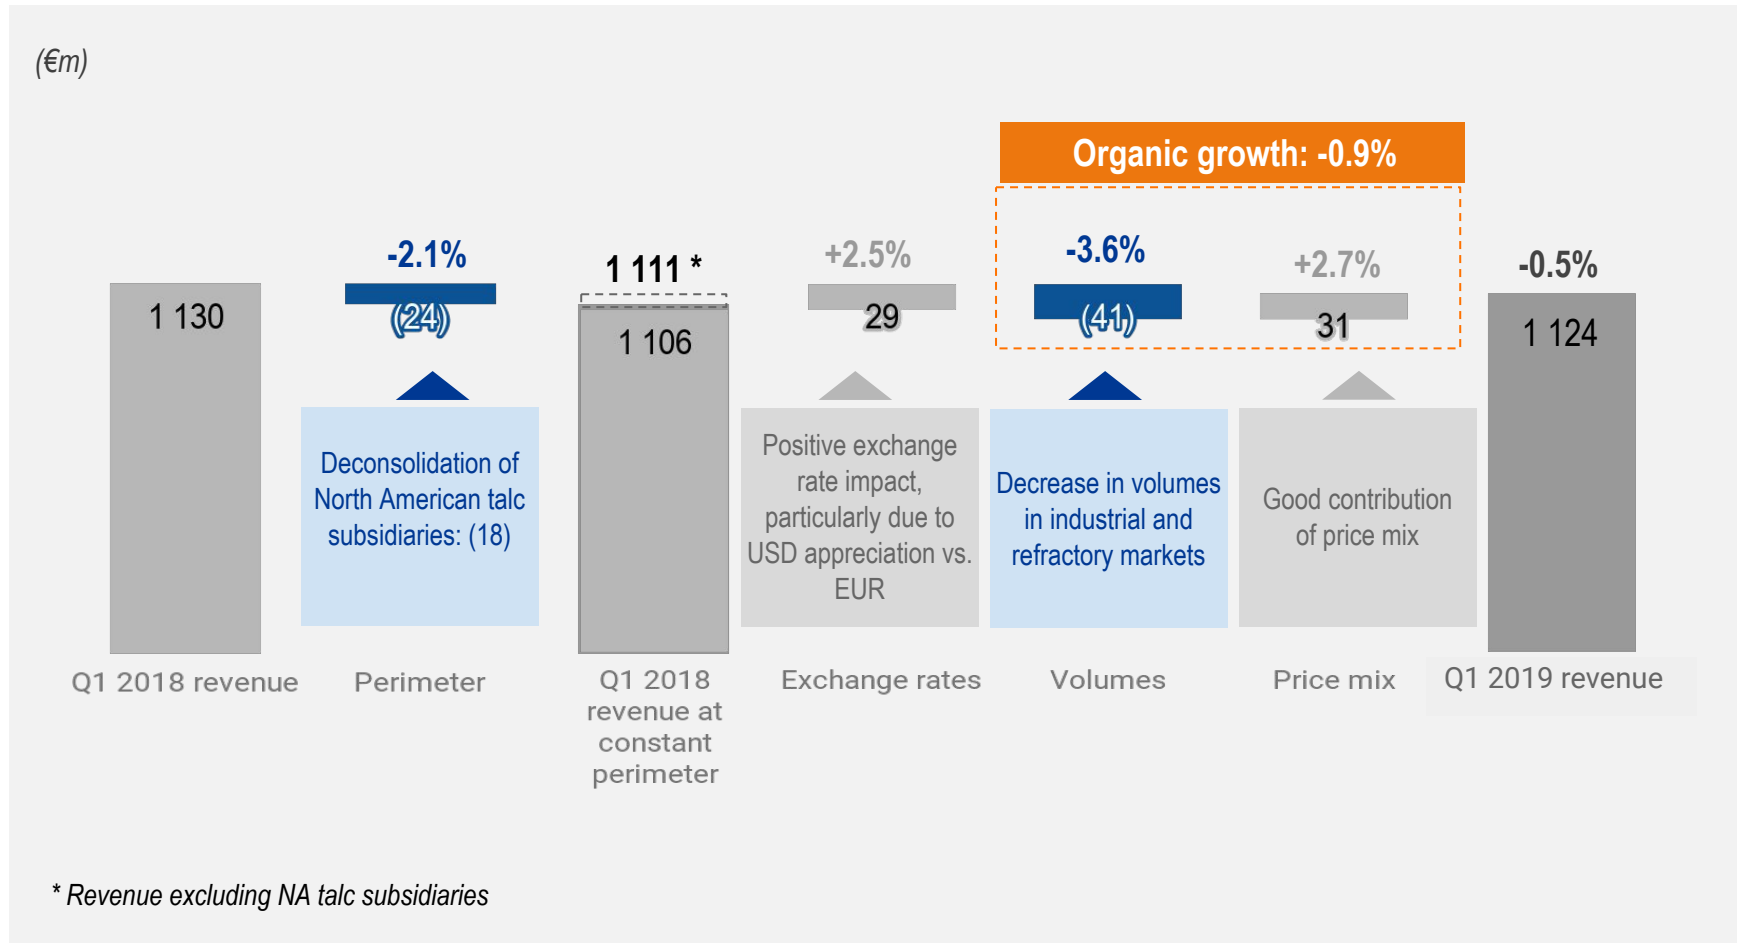 (€m)
Organic growth: -0.9%
-2.1%
1 111 *
+2.5%
-3.6%
+2.7%
-0.5%
1 130
(24)
1 106
29
(41)
31
1 124
Deconsolidation of
North American talc
subsidiaries: (18)
Positive exchange
rate impact,
particularly due to
USD appreciation vs.
EUR
Decrease in volumes
in industrial and
refractory markets
Good contribution
of price mix
Q1 2018 revenue
Perimeter
Q1 2018
revenue at
constant
perimeter
Exchange rates
Volumes
Price mix
Q1 2019 revenue
* Revenue excluding NA talc subsidiaries